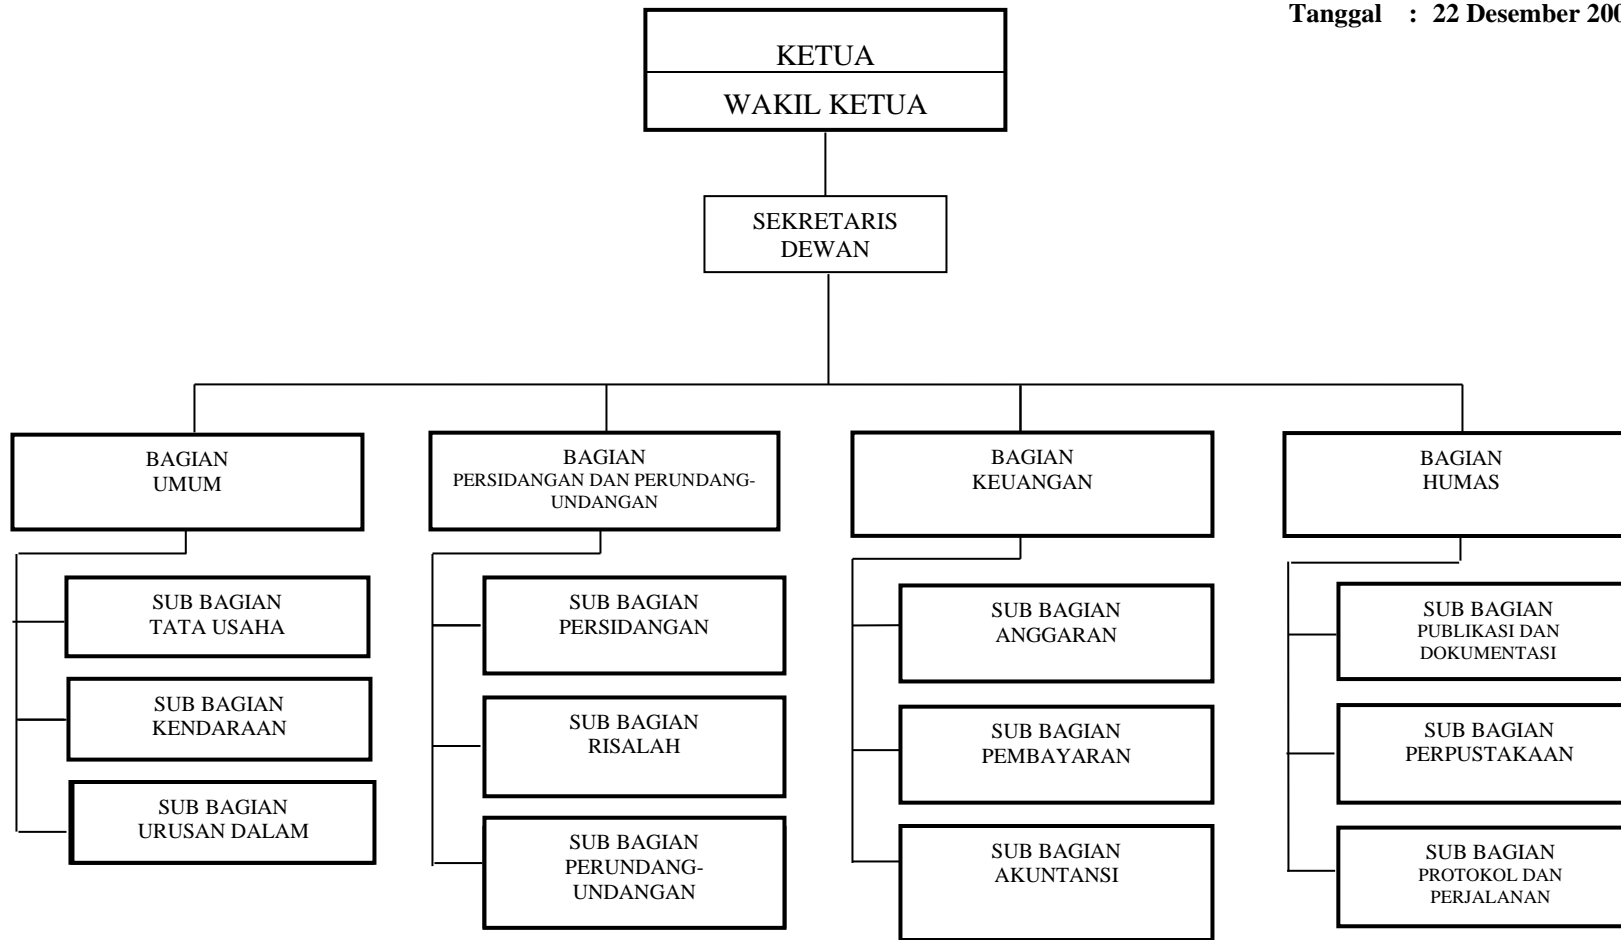 Tanggal : 22 Desember 200
KETUA
WAKIL KETUA
SEKRETARIS
DEWAN
BAGIAN
UMUM
BAGIAN
PERSIDANGAN DAN PERUNDANG-
UNDANGAN
BAGIAN
KEUANGAN
BAGIAN
HUMAS
SUB BAGIAN
TATA USAHA
SUB BAGIAN
KENDARAAN
SUB BAGIAN
URUSAN DALAM
SUB BAGIAN
PERSIDANGAN
SUB BAGIAN
RISALAH
SUB BAGIAN
PERUNDANG-
UNDANGAN
SUB BAGIAN
ANGGARAN
SUB BAGIAN
PEMBAYARAN
SUB BAGIAN
AKUNTANSI
SUB BAGIAN
PUBLIKASI DAN
DOKUMENTASI
SUB BAGIAN
PERPUSTAKAAN
SUB BAGIAN
PROTOKOL DAN
PERJALANAN